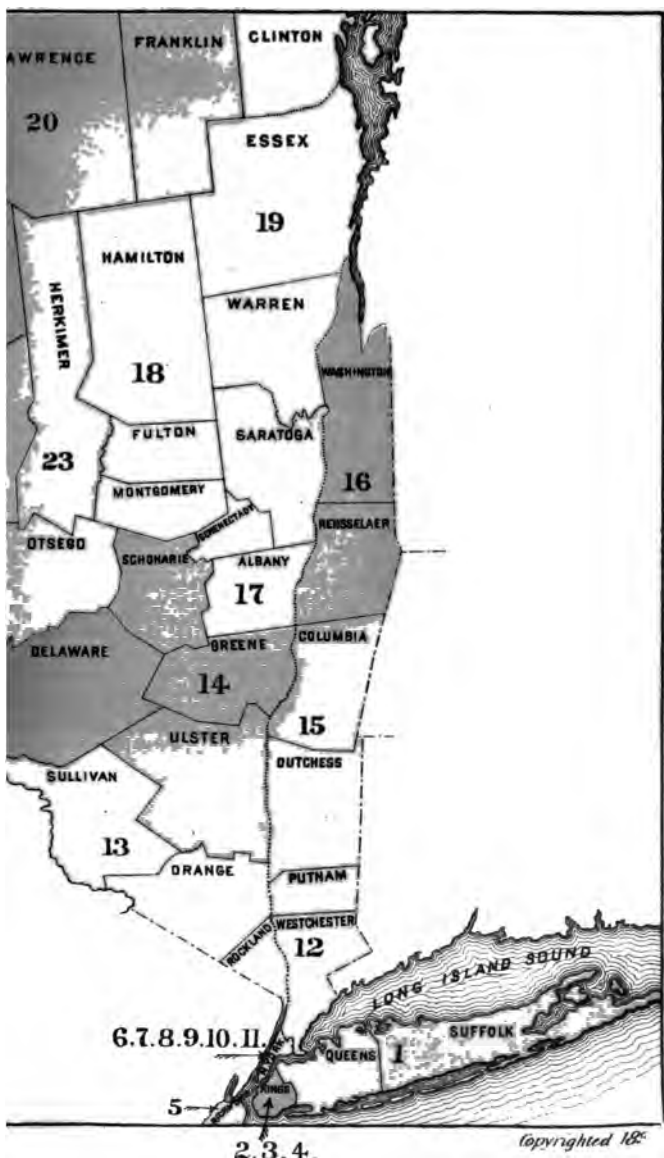 FRANKLIN
CLINTON
AWRENCE
20
ESSEX
19
HAMILTON
HERKIMER
WARREN
18
WASHINGTON
FULTON
SARATOGA
23
16
MONTGOMERY
SCHENECTADY
RENSSELAER
OTSEGO
SCHOHARIE
ALBANY
17
DELAWARE
GREENE
COLUMBIA
14
15
ULSTER
DUTCHESS
SULLIVAN
13
ORANGE
PUTNAM
ROCKLAND
WESTCHESTER
12
LONG ISLAND SOUND
6.7.8.9.10.11.
SUFFOLK
QUEENS
1
KINGS
5
2.3.4.
Copyrighted